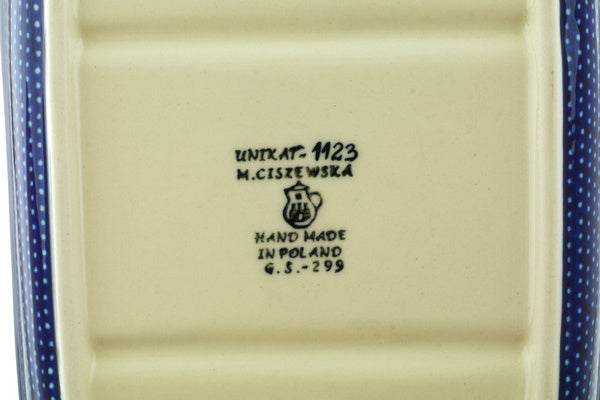 UNIKAT-1123
M.CISZEWSKA
HAND MADE
IN POLAND
G.S.-299